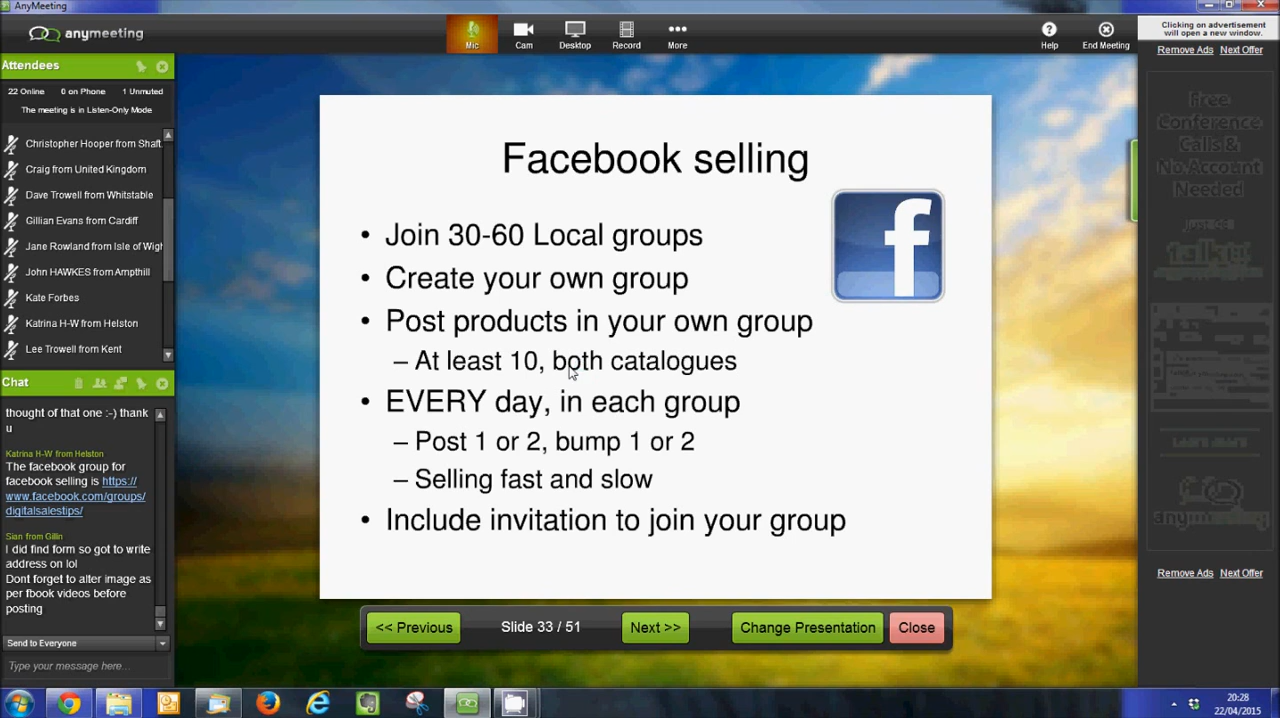 AnyMeeting
anymeeting
Mic
Cam
Desktop
Record
More
Help
End Meeting
Clicking on advertisement
will open a new window.
Remove Ads Next Offer
Attendees
22 Online 0 on Phone 1 Unmuted
The meeting is in Listen-Only Mode
Christopher Hooper from Shaft
Craig from United Kingdom
Dave Trowell from Whitstable
Gillian Evans from Cardiff
Jane Rowland from Isle of Wigh
John HAWKES from Ampthill
Kate Forbes
Katrina H-W from Helston
Lee Trowell from Kent
Chat
thought of that one :-) thank
u
Katrina H-W from Helston
The facebook group for
facebook selling is https://
www.facebook.com/groups/
digitalsalestips/
Sian from Gillin
I did find form so got to write
address on lol
Dont forget to alter image as
per fbook videos before
posting
Send to Everyone
Type your message here...
Facebook selling
f
• Join 30-60 Local groups
• Create your own group
• Post products in your own group
– At least 10, both catalogues
• EVERY day, in each group
– Post 1 or 2, bump 1 or 2
– Selling fast and slow
• Include invitation to join your group
<< Previous
Slide 33 / 51
Next >>
Change Presentation
Close
Free
Conference
Calls &
No Account
Needed
Remove Ads Next Offer
20:28
22/04/2015